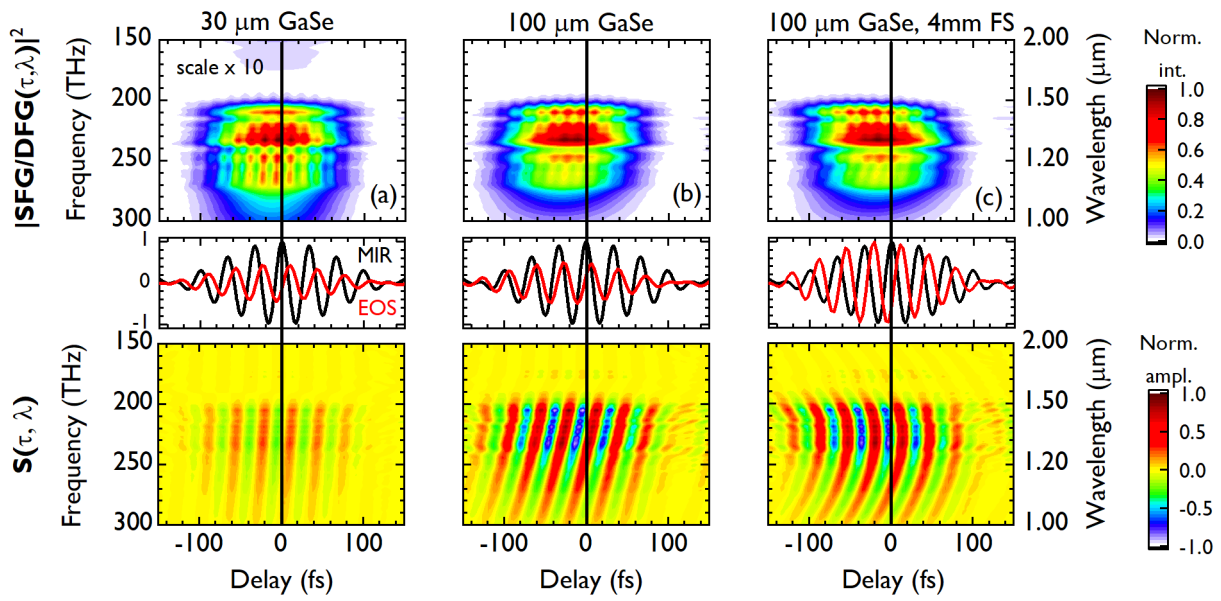 30 μm GaSe
100 μm GaSe
100 μm GaSe, 4mm FS
|SFG/DFG(τ,λ)|²
Frequency (THz)
150
200
250
300
scale x 10
(a)
(b)
(c)
2.00
1.50
1.20
1.00
Wavelength (μm)
Norm.
int.
1.0
0.8
0.6
0.4
0.2
0.0
1
0
-1
MIR
EOS
S(τ, λ)
Frequency (THz)
150
200
250
300
2.00
1.50
1.20
1.00
Wavelength (μm)
Norm.
ampl.
1.0
0.5
0.0
-0.5
-1.0
-100 0 100
-100 0 100
-100 0 100
Delay (fs)
Delay (fs)
Delay (fs)